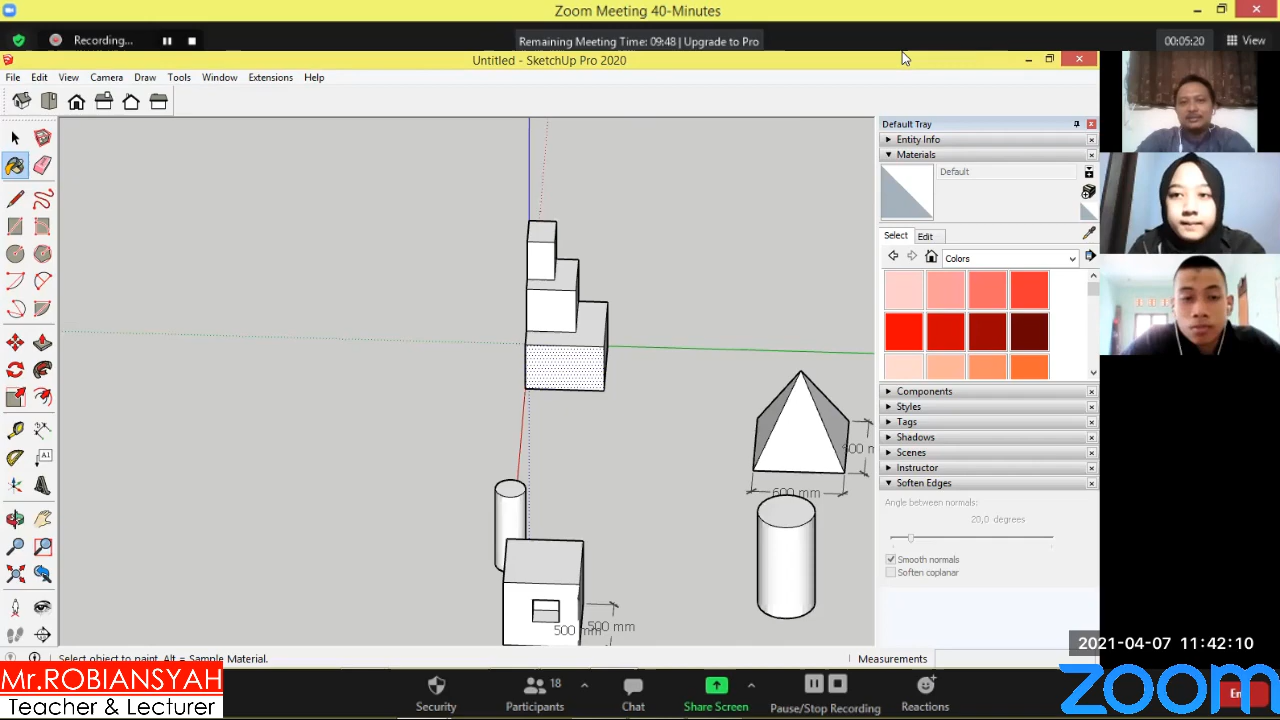 Zoom Meeting 40-Minutes
Recording...
Remaining Meeting Time: 09:48 | Upgrade to Pro
00:05:20
View
Untitled - SketchUp Pro 2020
File Edit View Camera Draw Tools Window Extensions Help
Default Tray
Entity Info
Materials
Default
Select Edit
Colors
Components
Styles
Tags
Shadows
Scenes
Instructor
Soften Edges
Angle between normals:
20,0 degrees
Smooth normals
Soften coplanar
600 mm
500 mm
500 mm
Select object to paint. Alt = Sample Material.
Measurements
2021-04-07 11:42:10
Mr.ROBIANSYAH
Teacher & Lecturer
Security
Participants
18
Chat
Share Screen
Pause/Stop Recording
Reactions
zoom